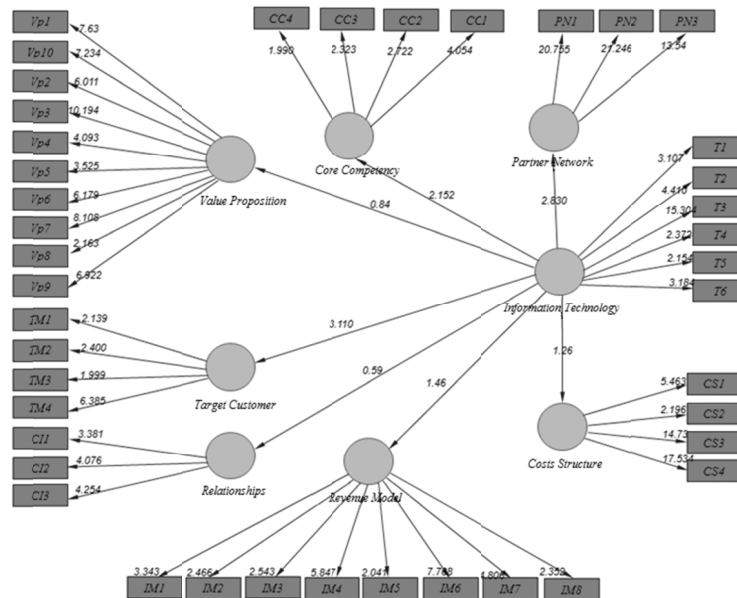 Vp1
7.63
Vp10
7.234
Vp2
6.011
Vp3
10.194
Vp4
4.093
Vp5
3.525
Vp6
6.179
Vp7
8.108
Vp8
2.163
Vp9
6.922
Value Proposition
CC4
CC3
CC2
CC1
1.990
2.323
2.722
4.054
Core Competency
PN1
PN2
PN3
20.755
21.246
13.54
Partner Network
T1
3.107
T2
4.410
T3
15.304
T4
2.372
T5
2.154
T6
3.184
Information Technology
0.84
2.152
2.830
3.110
0.59
1.46
1.26
TM1
2.139
TM2
2.400
TM3
1.999
TM4
6.385
Target Customer
CI1
3.381
CI2
4.076
CI3
4.254
Relationships
Revenue Model
3.343
2.466
2.543
5.847
2.041
7.788
1.806
2.352
IM1
IM2
IM3
IM4
IM5
IM6
IM7
IM8
CS1
5.463
CS2
2.196
CS3
14.73
CS4
17.534
Costs Structure